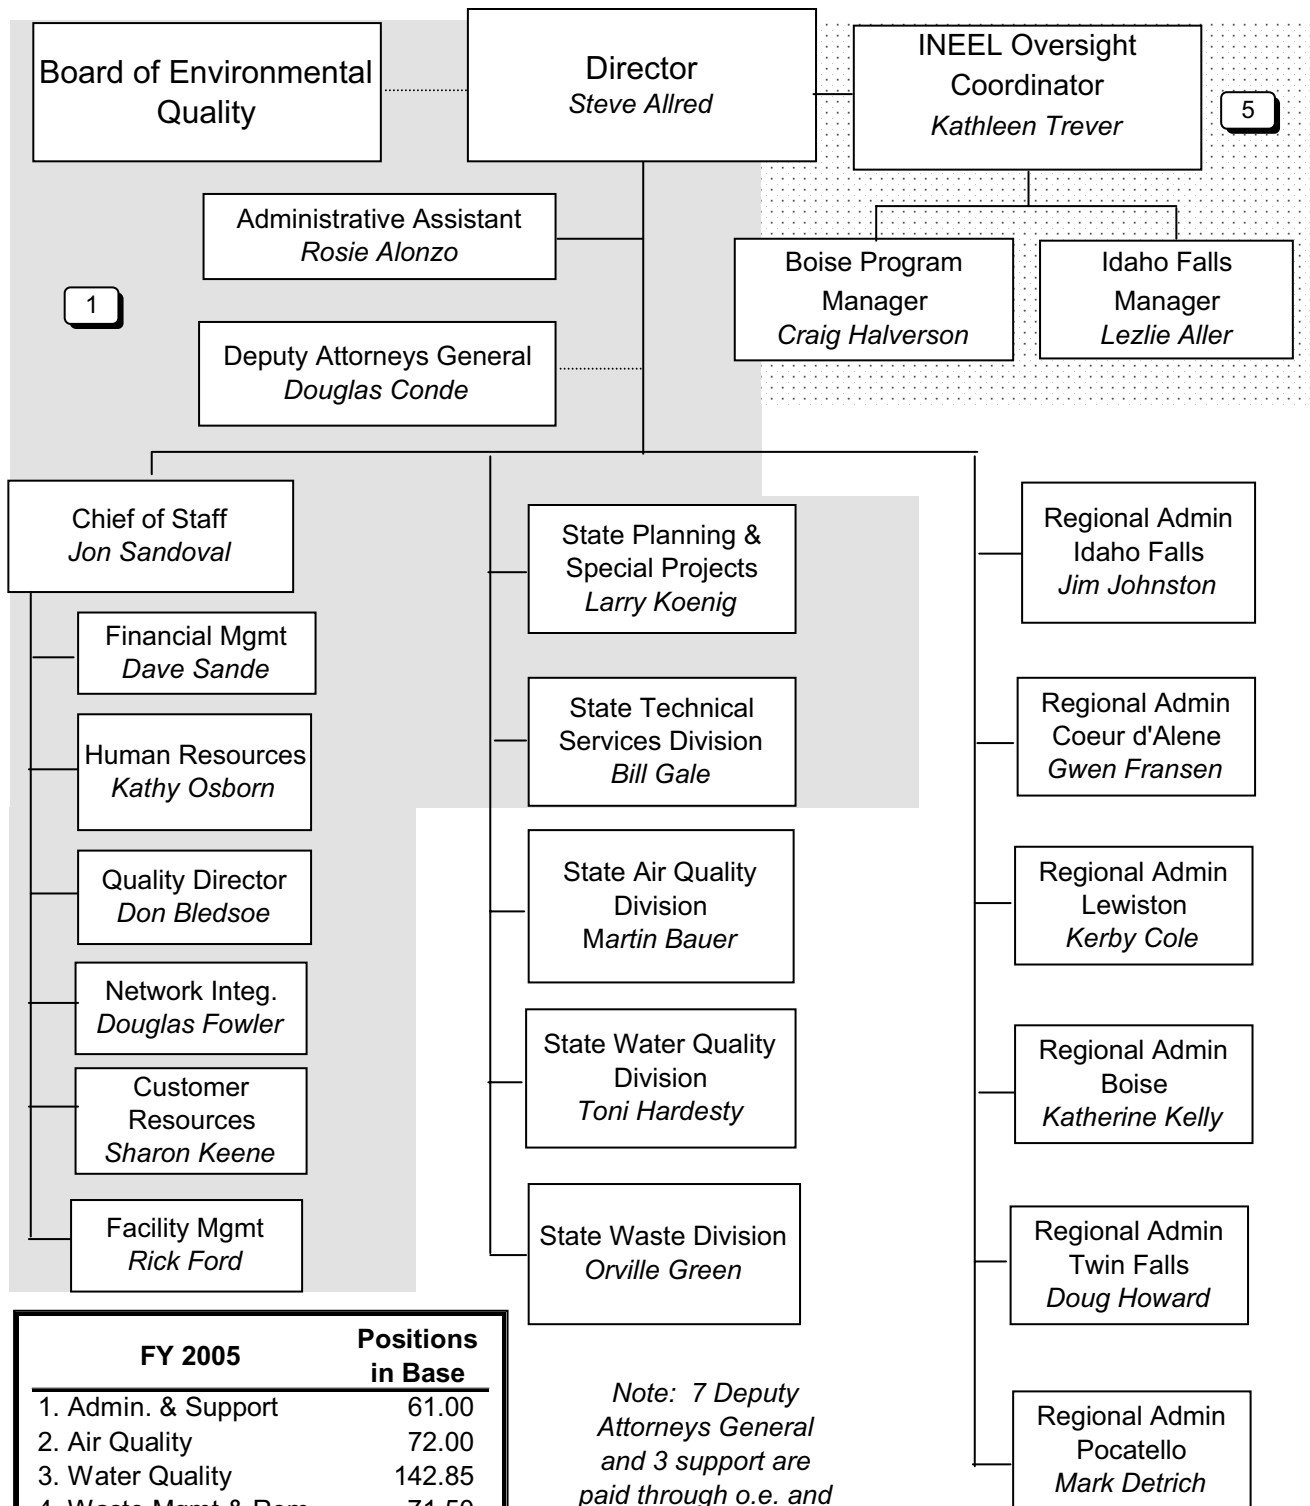 Board of Environmental
Quality
Director
Steve Allred
INEEL Oversight
Coordinator
Kathleen Trever
5
Administrative Assistant
Rosie Alonzo
Boise Program
Manager
Craig Halverson
Idaho Falls
Manager
Lezlie Aller
1
Deputy Attorneys General
Douglas Conde
Chief of Staff
Jon Sandoval
Financial Mgmt
Dave Sande
Human Resources
Kathy Osborn
Quality Director
Don Bledsoe
Network Integ.
Douglas Fowler
Customer
Resources
Sharon Keene
Facility Mgmt
Rick Ford
State Planning &
Special Projects
Larry Koenig
State Technical
Services Division
Bill Gale
State Air Quality
Division
Martin Bauer
State Water Quality
Division
Toni Hardesty
State Waste Division
Orville Green
Regional Admin
Idaho Falls
Jim Johnston
Regional Admin
Coeur d'Alene
Gwen Fransen
Regional Admin
Lewiston
Kerby Cole
Regional Admin
Boise
Katherine Kelly
Regional Admin
Twin Falls
Doug Howard
Regional Admin
Pocatello
Mark Detrich
FY 2005 Positions
in Base
1. Admin. & Support 61.00
2. Air Quality 72.00
3. Water Quality 142.85
4. Waste Mgmt & Rem 71.50
Note: 7 Deputy
Attorneys General
and 3 support are
paid through o.e. and